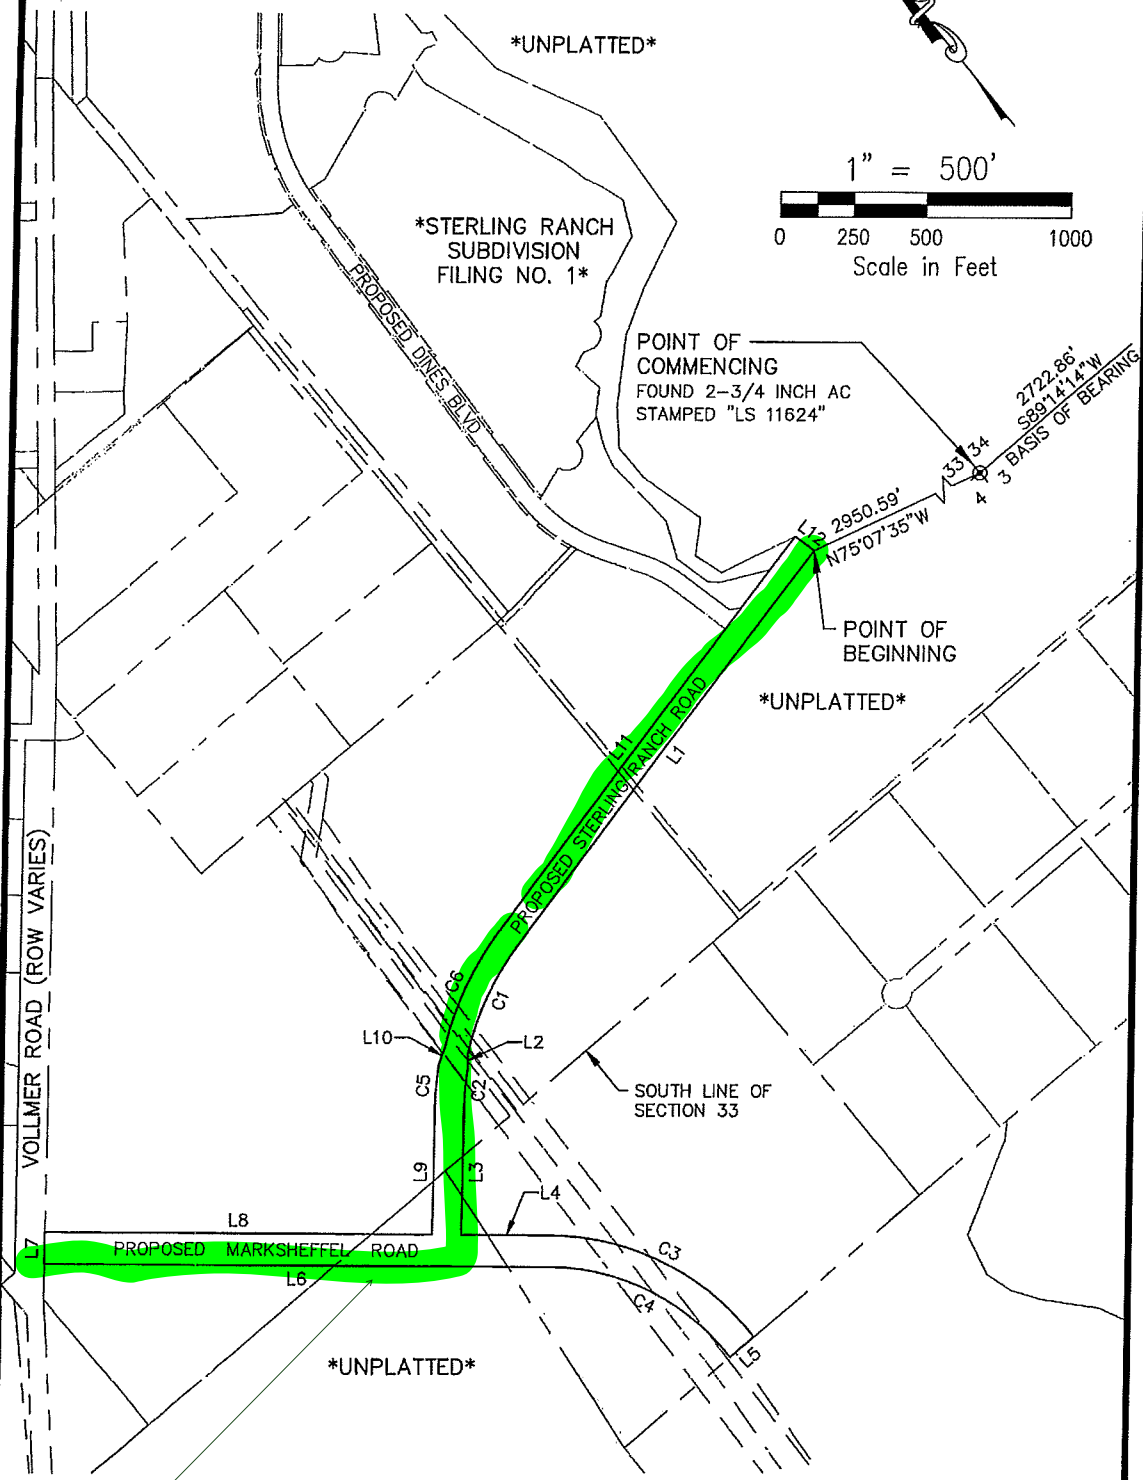 *UNPLATTED*
1" = 500'
0 250 500 1000
Scale in Feet
*STERLING RANCH
SUBDIVISION
FILING NO. 1*
PROPOSED DINES BLVD
POINT OF
COMMENCING
FOUND 2-3/4 INCH AC
STAMPED "LS 11624"
2722.86'
S89°14'14"W
BASIS OF BEARING
33 34
4 3
L12
2950.59'
N75°07'35"W
POINT OF
BEGINNING
*UNPLATTED*
L11
L1
PROPOSED STERLING RANCH ROAD
VOLLMER ROAD (ROW VARIES)
C6
C1
L10
L2
C5
C2
SOUTH LINE OF
SECTION 33
L9
L3
L4
L8
L7
PROPOSED MARKSHEFFEL ROAD
L6
C3
C4
L5
*UNPLATTED*